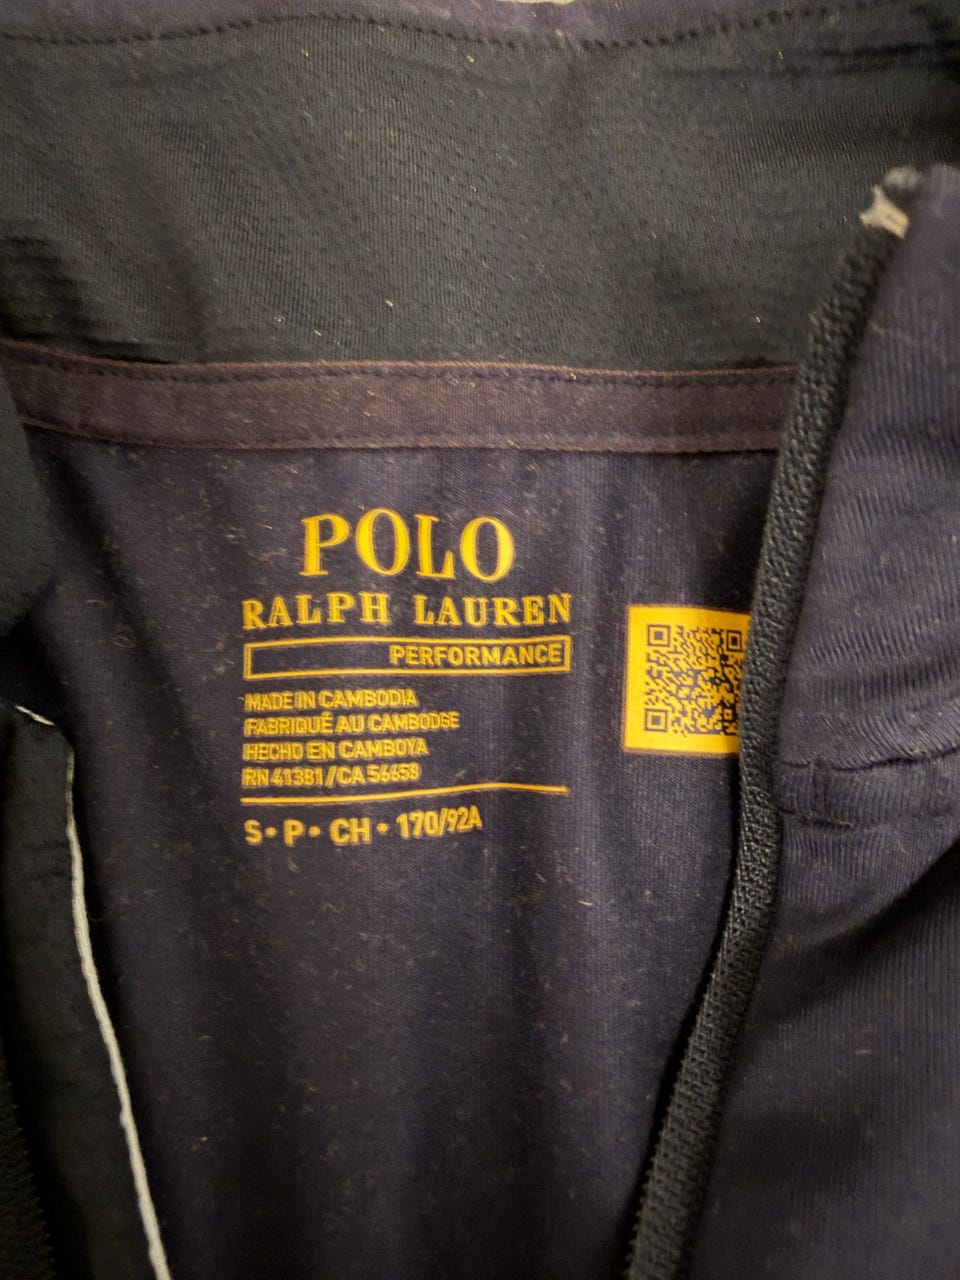 POLO
RALPH LAUREN
PERFORMANCE
MADE IN CAMBODIA
FABRIQUÉ AU CAMBODGE
HECHO EN CAMBOYA
RN 41381/CA 56658
S• P• CH • 170/92A